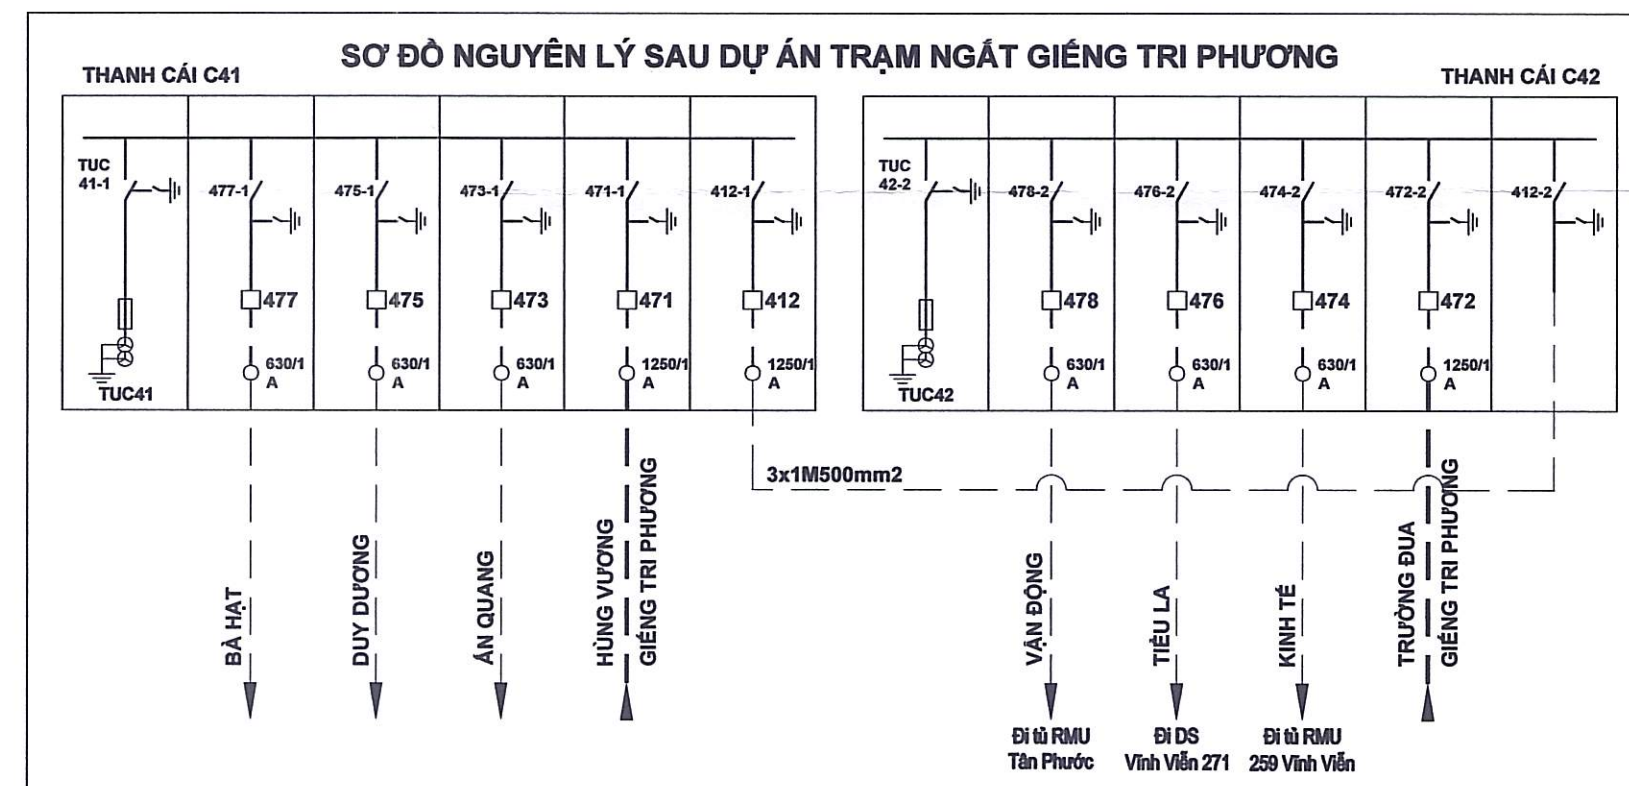 SƠ ĐỒ NGUYÊN LÝ SAU DỰ ÁN TRẠM NGẮT GIẾNG TRI PHƯƠNG
THANH CÁI C41
THANH CÁI C42
TUC
41-1
477-1
475-1
473-1
471-1
412-1
TUC
42-2
478-2
476-2
474-2
472-2
412-2
477
475
473
471
412
478
476
474
472
630/1
A
630/1
A
630/1
A
1250/1
A
1250/1
A
630/1
A
630/1
A
630/1
A
1250/1
A
TUC41
TUC42
3x1M500mm2
BÀ HẠT
DUY DƯƠNG
ẤN QUANG
HÙNG VƯƠNG
GIẾNG TRI PHƯƠNG
VẬN ĐỘNG
TIỂU LA
KINH TẾ
TRƯỜNG ĐUA
GIẾNG TRI PHƯƠNG
Đi tủ RMU
Tân Phước
Đi DS
Vĩnh Viễn 271
Đi tủ RMU
259 Vĩnh Viễn